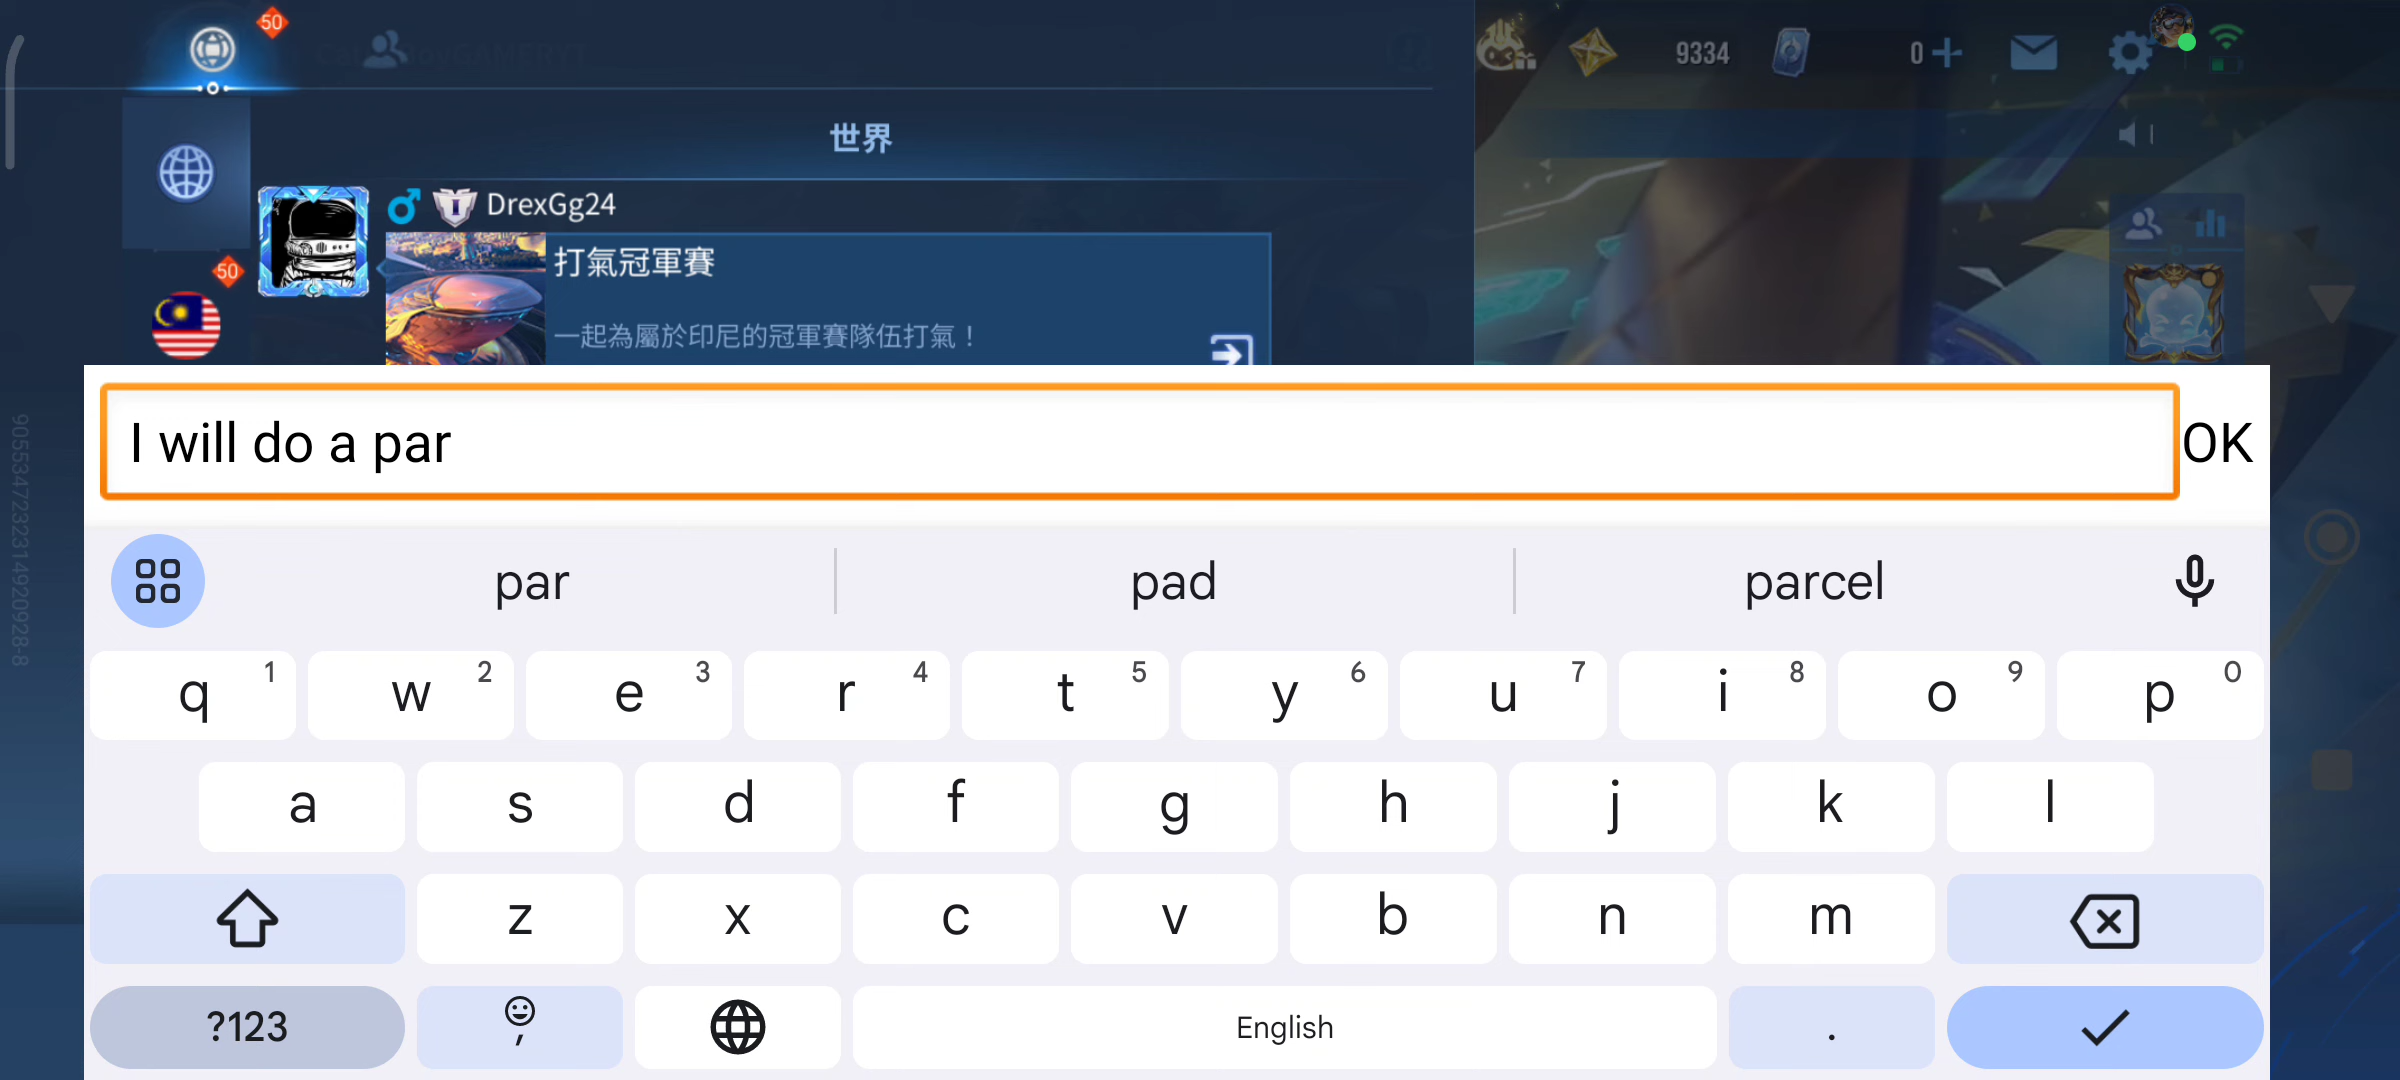 50
9334
0
世界
DrexGg24
打氣冠軍賽
50
一起為屬於印尼的冠軍賽隊伍打氣！
I will do a par
OK
par pad parcel
q 1 w 2 e 3 r 4 t 5 y 6 u 7 i 8 o 9 p 0
a s d f g h j k l
z x c v b n m
?123 , English .